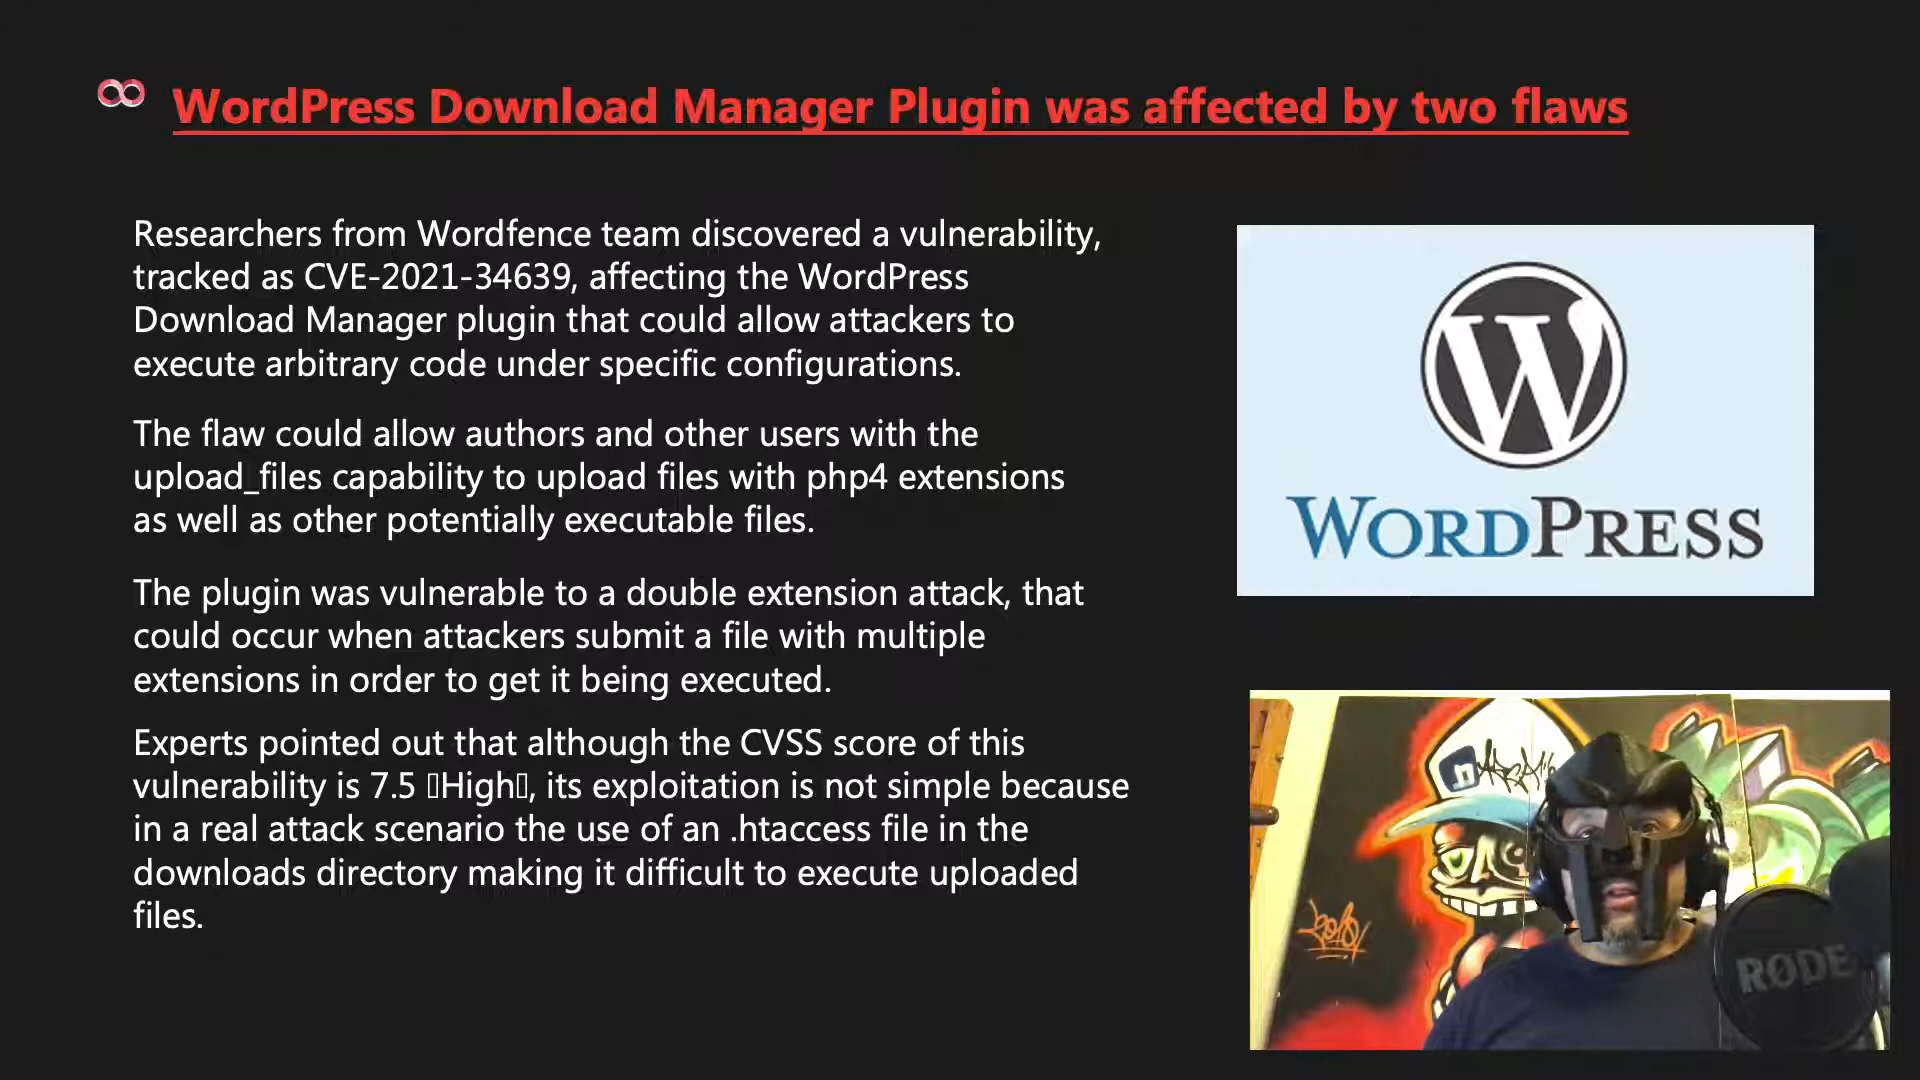 WordPress Download Manager Plugin was affected by two flaws
Researchers from Wordfence team discovered a vulnerability,
tracked as CVE-2021-34639, affecting the WordPress
Download Manager plugin that could allow attackers to
execute arbitrary code under specific configurations.
The flaw could allow authors and other users with the
upload_files capability to upload files with php4 extensions
as well as other potentially executable files.
The plugin was vulnerable to a double extension attack, that
could occur when attackers submit a file with multiple
extensions in order to get it being executed.
Experts pointed out that although the CVSS score of this
vulnerability is 7.5 ▯High▯, its exploitation is not simple because
in a real attack scenario the use of an .htaccess file in the
downloads directory making it difficult to execute uploaded
files.
W
WORDPRESS
RØDE